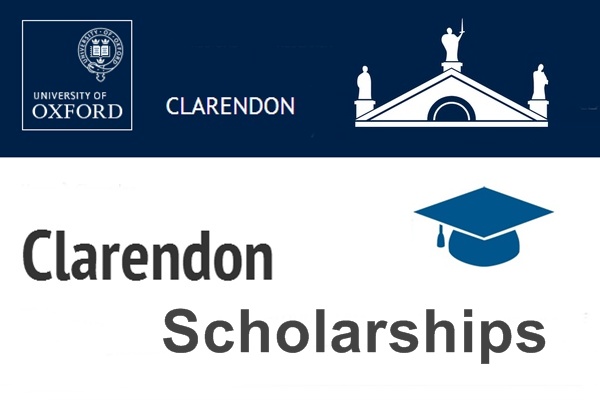 UNIVERSITY OF
OXFORD
CLARENDON
Clarendon
Scholarships